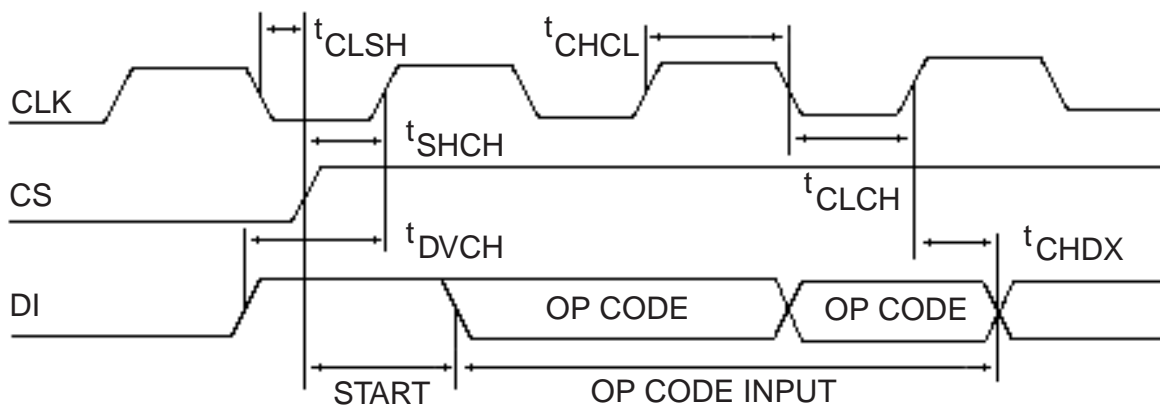 tCLSH
tCHCL
CLK
tSHCH
CS
tCLCH
tDVCH
tCHDX
DI
OP CODE
OP CODE
START
OP CODE INPUT